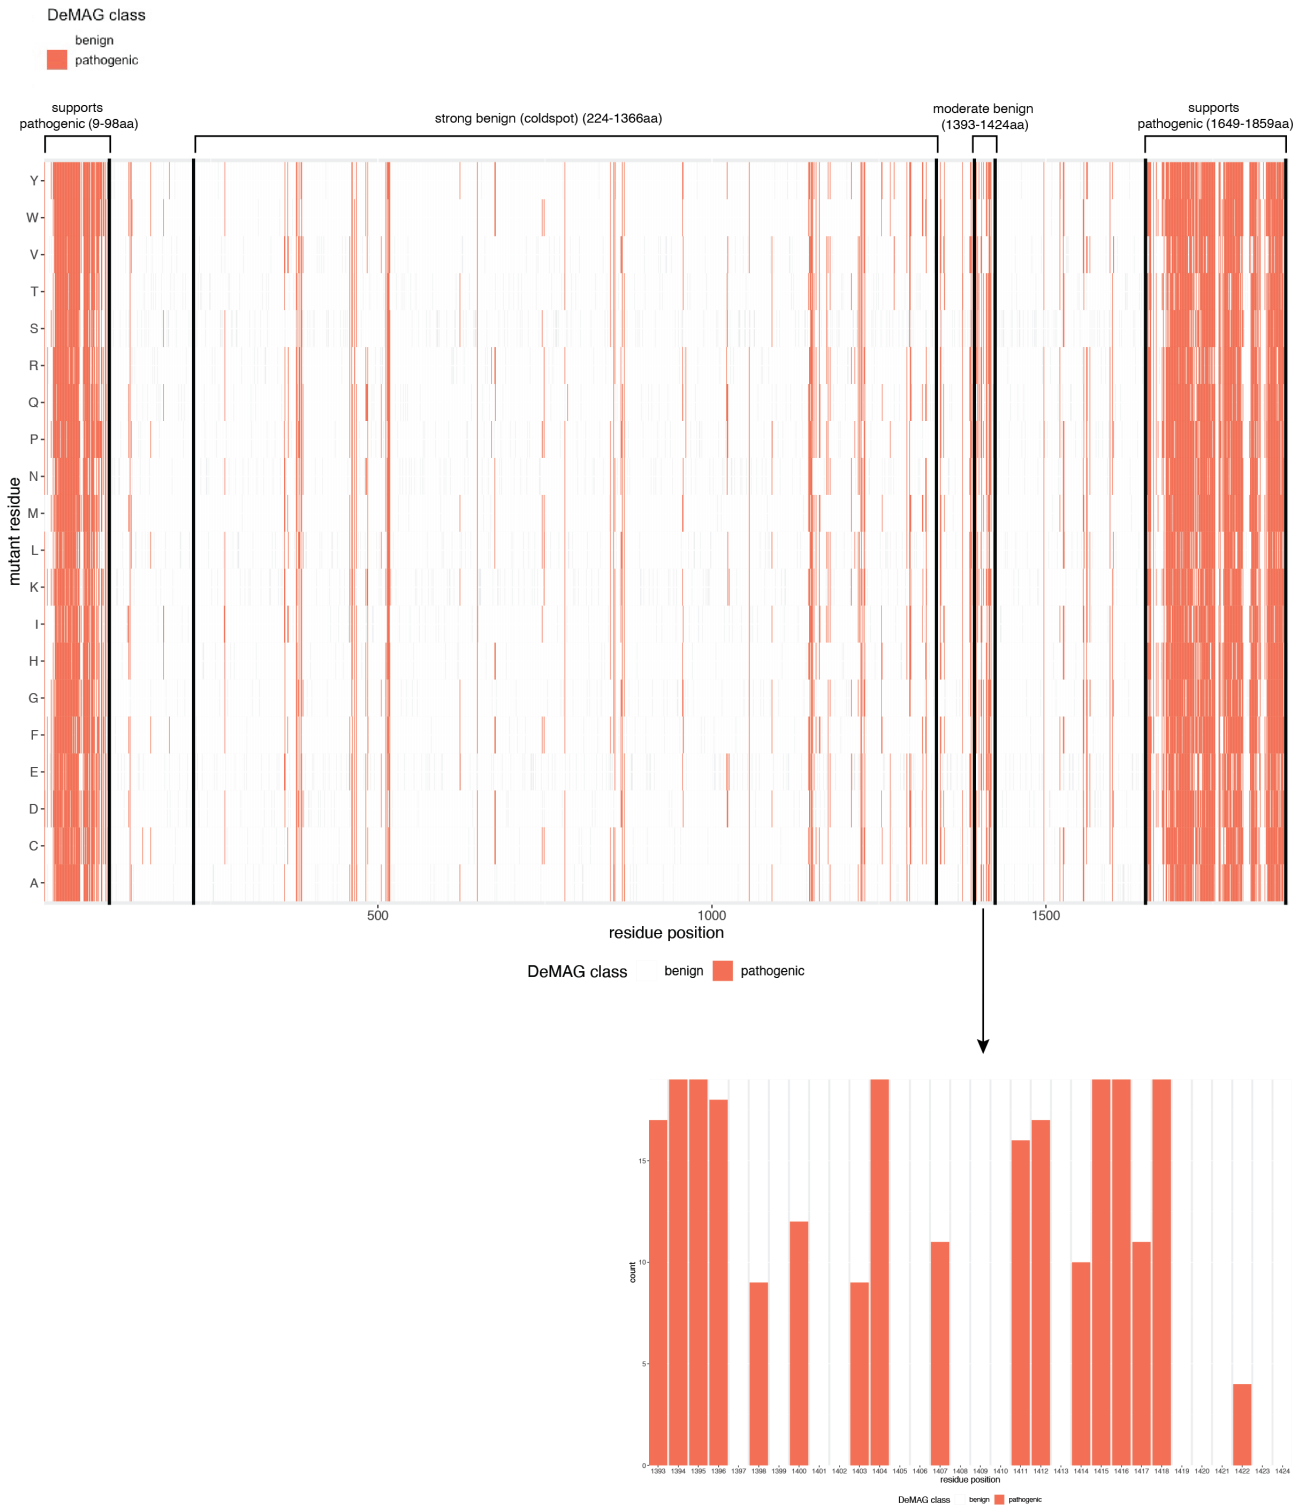 DeMAG class
benign
pathogenic
supports
pathogenic (9-98aa)
strong benign (coldspot) (224-1366aa)
moderate benign
(1393-1424aa)
supports
pathogenic (1649-1859aa)
mutant residue
Y
W
V
T
S
R
Q
P
N
M
L
K
I
H
G
F
E
D
C
A
500 1000 1500
residue position
DeMAG class benign pathogenic
count
15
10
5
0
1393 1394 1395 1396 1397 1398 1399 1400 1401 1402 1403 1404 1405 1406 1407 1408 1409 1410 1411 1412 1413 1414 1415 1416 1417 1418 1419 1420 1421 1422 1423 1424
residue position
DeMAG class benign pathogenic